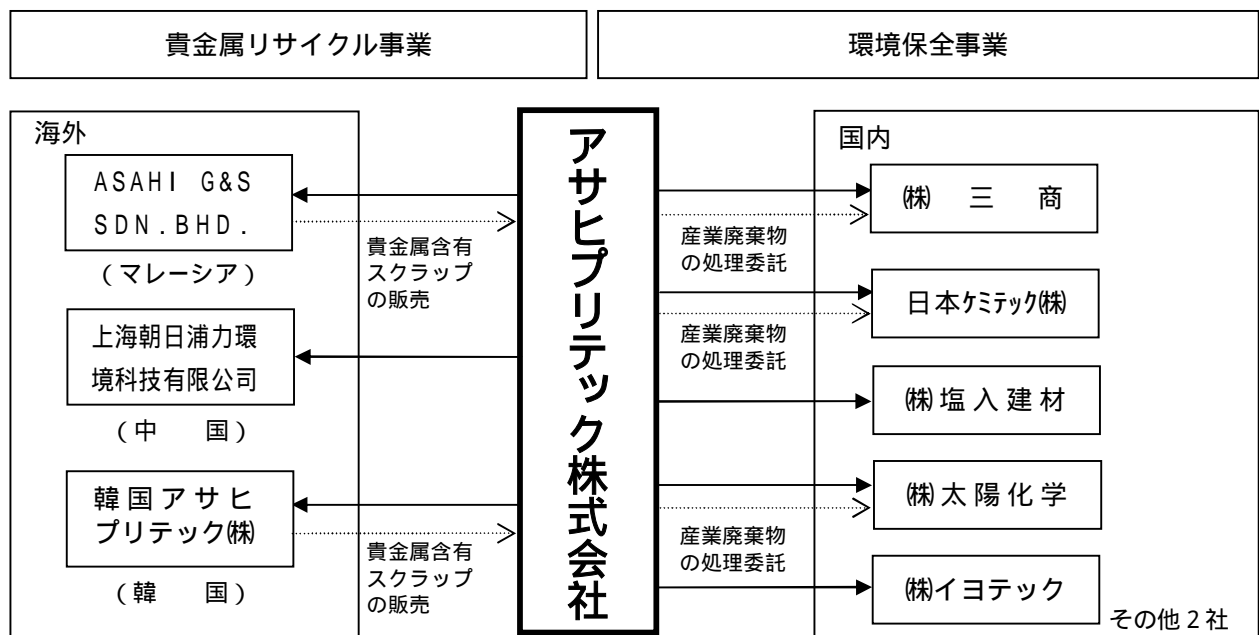 貴金属リサイクル事業
環境保全事業
海外
ASAHI G&S
SDN.BHD.
(マレーシア)
貴金属含有
スクラップ
の販売
上海朝日浦力環
境科技有限公司
(中 国)
韓国アサヒ
プリテック㈱
(韓 国)
貴金属含有
スクラップ
の販売
アサヒプリテック株式会社
国内
㈱ 三 商
産業廃棄物
の処理委託
日本ケミテック㈱
産業廃棄物
の処理委託
㈱塩入建材
㈱太陽化学
産業廃棄物
の処理委託
㈱イヨテック
その他2社